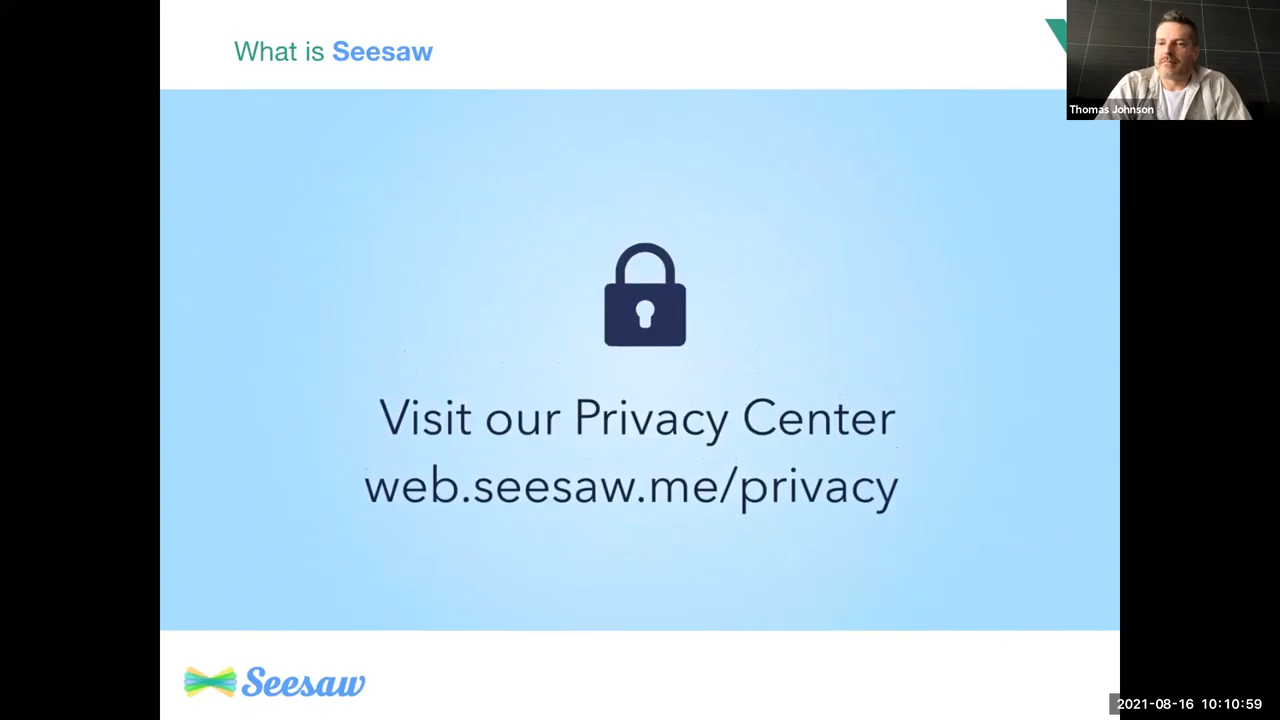 What is Seesaw
Thomas Johnson
Visit our Privacy Center
web.seesaw.me/privacy
Seesaw
2021-08-16 10:10:59